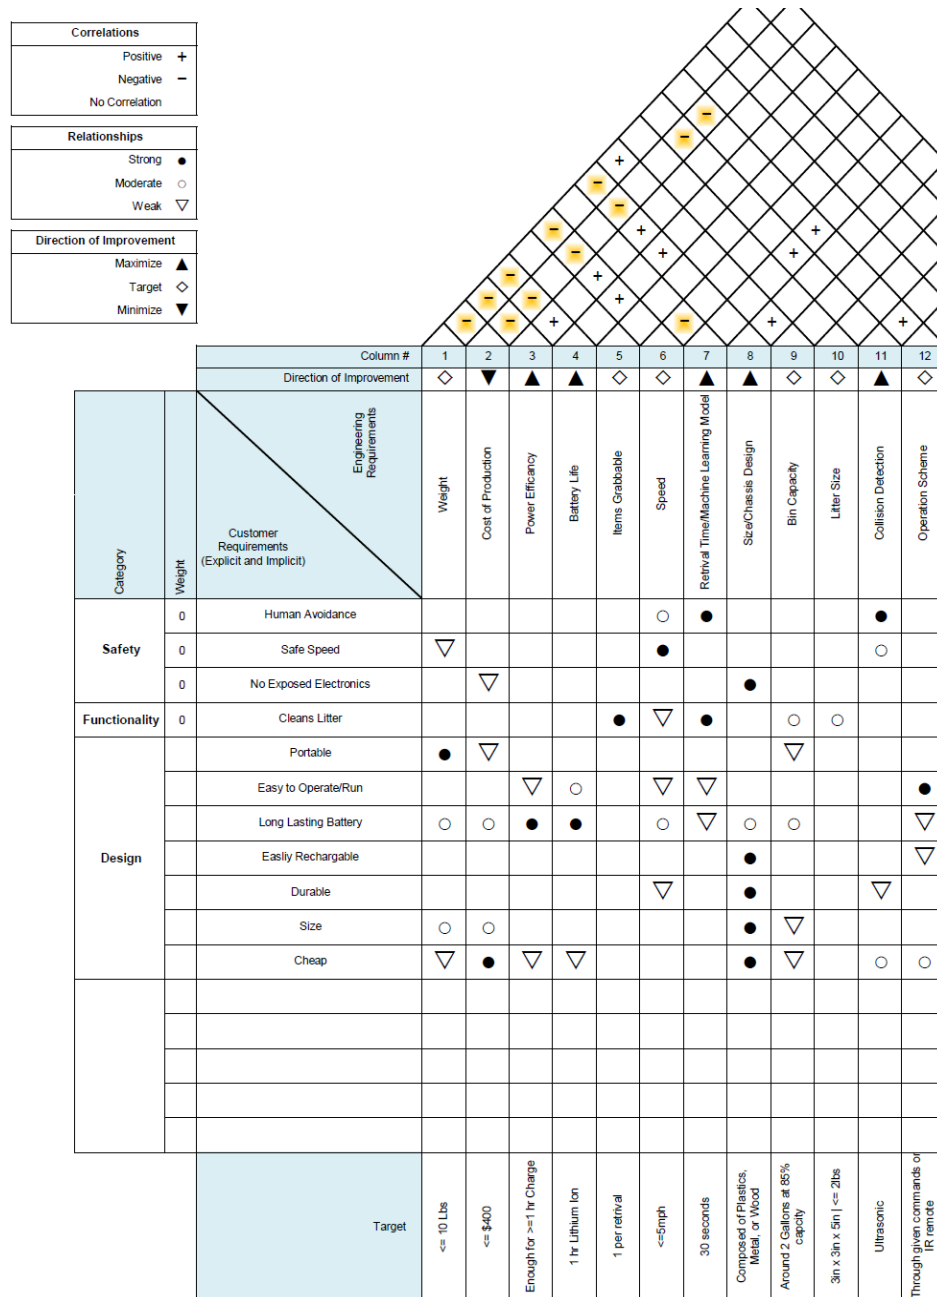 Correlations
Positive +
Negative −
No Correlation
Relationships
Strong ●
Moderate ○
Weak ▽
Direction of Improvement
Maximize ▲
Target ◇
Minimize ▼
−
−
+
−
−
− + +
− + +
− +
− − +
− − + − + +
Column # 1 2 3 4 5 6 7 8 9 10 11 12
Direction of Improvement ◇ ▼ ▲ ▲ ◇ ◇ ▲ ▲ ◇ ◇ ▲ ◇
Category
Weight
Engineering
Requirements
Customer
Requirements
(Explicit and Implicit)
Weight
Cost of Production
Power Efficancy
Battery Life
Items Grabbable
Speed
Retrival Time/Machine Learning Model
Size/Chassis Design
Bin Capacity
Litter Size
Collision Detection
Operation Scheme
Safety
0 Human Avoidance ○ ● ●
0 Safe Speed ▽ ● ○
0 No Exposed Electronics ▽ ●
Functionality 0 Cleans Litter ● ▽ ● ○ ○
Design
Portable ● ▽ ▽
Easy to Operate/Run ▽ ○ ▽ ▽ ●
Long Lasting Battery ○ ○ ● ● ○ ▽ ○ ○ ▽
Easliy Rechargable ● ▽
Durable ▽ ● ▽
Size ○ ○ ● ▽
Cheap ▽ ● ▽ ▽ ● ▽ ○ ○
Target
<= 10 Lbs
<= $400
Enough for >=1 hr Charge
1 hr Lithium Ion
1 per retrival
<=5mph
30 seconds
Composed of Plastics,
Metal, or Wood
Around 2 Gallons at 85%
capcity
3in x 3in x 5in | <= 2lbs
Ultrasonic
Through given commands or
IR remote